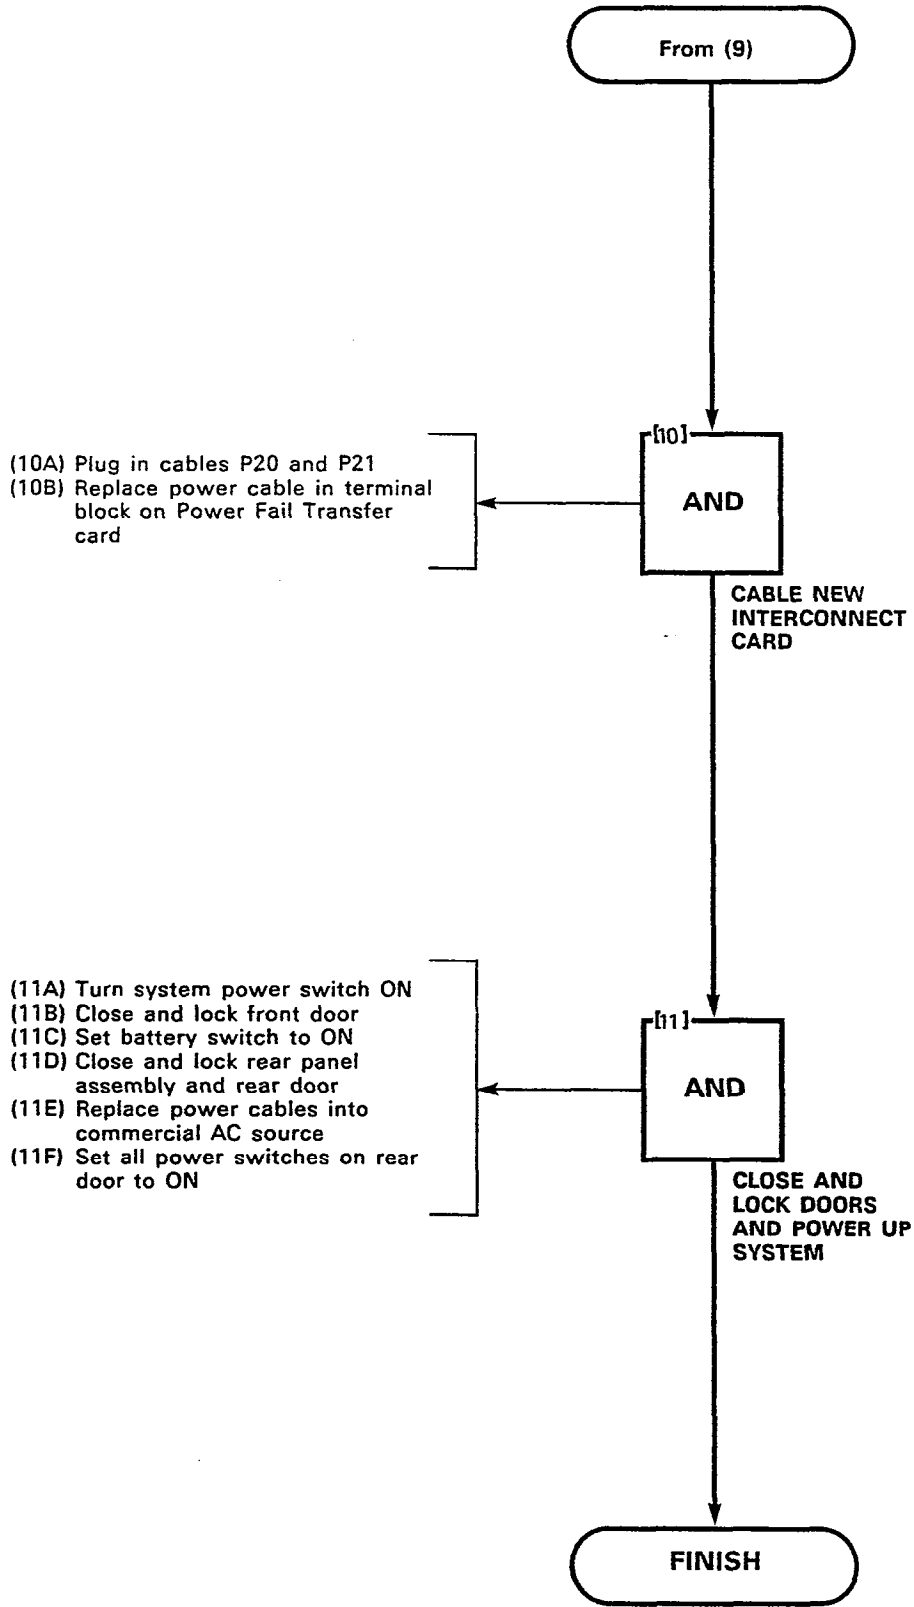 From (9)
[10]
AND
(10A) Plug in cables P20 and P21
(10B) Replace power cable in terminal
block on Power Fail Transfer
card
CABLE NEW
INTERCONNECT
CARD
[11]
AND
(11A) Turn system power switch ON
(11B) Close and lock front door
(11C) Set battery switch to ON
(11D) Close and lock rear panel
assembly and rear door
(11E) Replace power cables into
commercial AC source
(11F) Set all power switches on rear
door to ON
CLOSE AND
LOCK DOORS
AND POWER UP
SYSTEM
FINISH